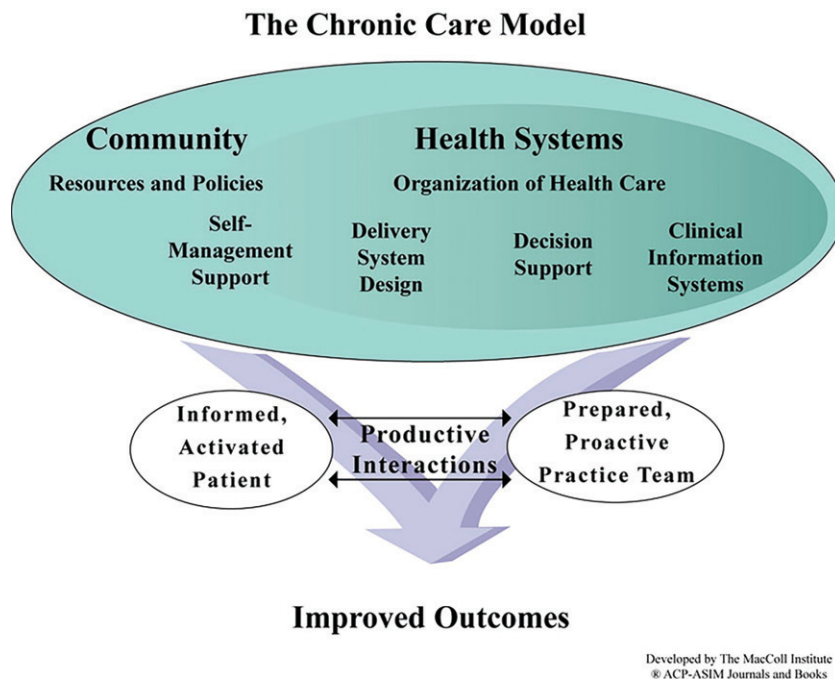 The Chronic Care Model
Community
Resources and Policies
Health Systems
Organization of Health Care
Self-
Management
Support
Delivery
System
Design
Decision
Support
Clinical
Information
Systems
Informed,
Activated
Patient
Productive
Interactions
Prepared,
Proactive
Practice Team
Improved Outcomes
Developed by The MacColl Institute
® ACP-ASIM Journals and Books